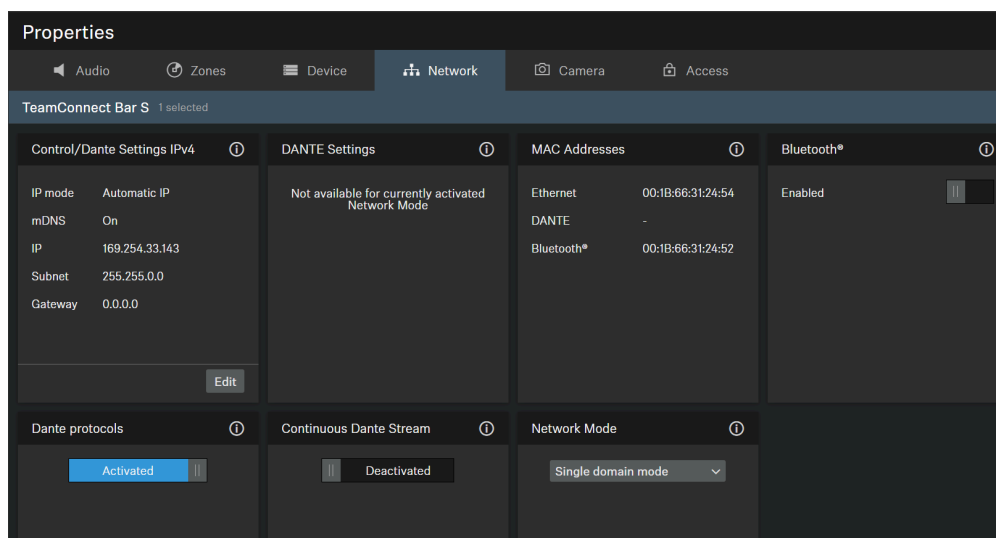 Properties
Audio
Zones
Device
Network
Camera
Access
TeamConnect Bar S 1 selected
Control/Dante Settings IPv4
IP mode Automatic IP
mDNS On
IP 169.254.33.143
Subnet 255.255.0.0
Gateway 0.0.0.0
Edit
DANTE Settings
Not available for currently activated
Network Mode
MAC Addresses
Ethernet 00:1B:66:31:24:54
DANTE -
Bluetooth® 00:1B:66:31:24:52
Bluetooth®
Enabled
Dante protocols
Activated
Continuous Dante Stream
Deactivated
Network Mode
Single domain mode